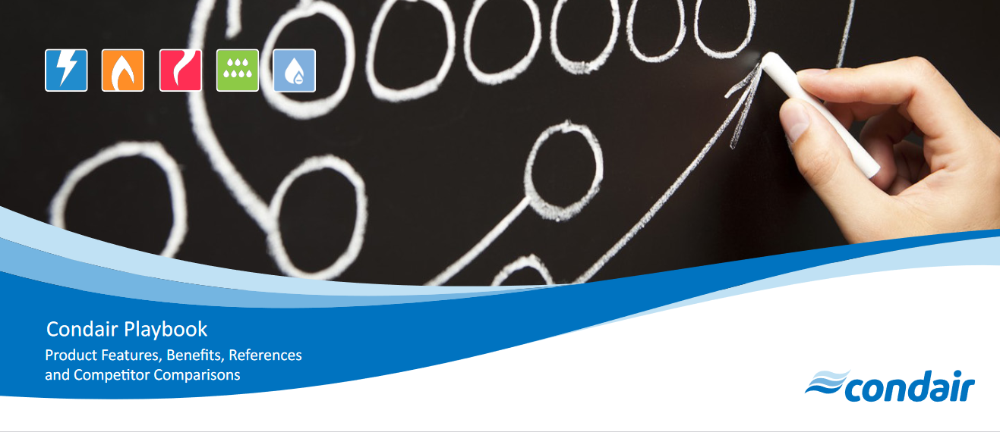 Condair Playbook
Product Features, Benefits, References
and Competitor Comparisons
condair